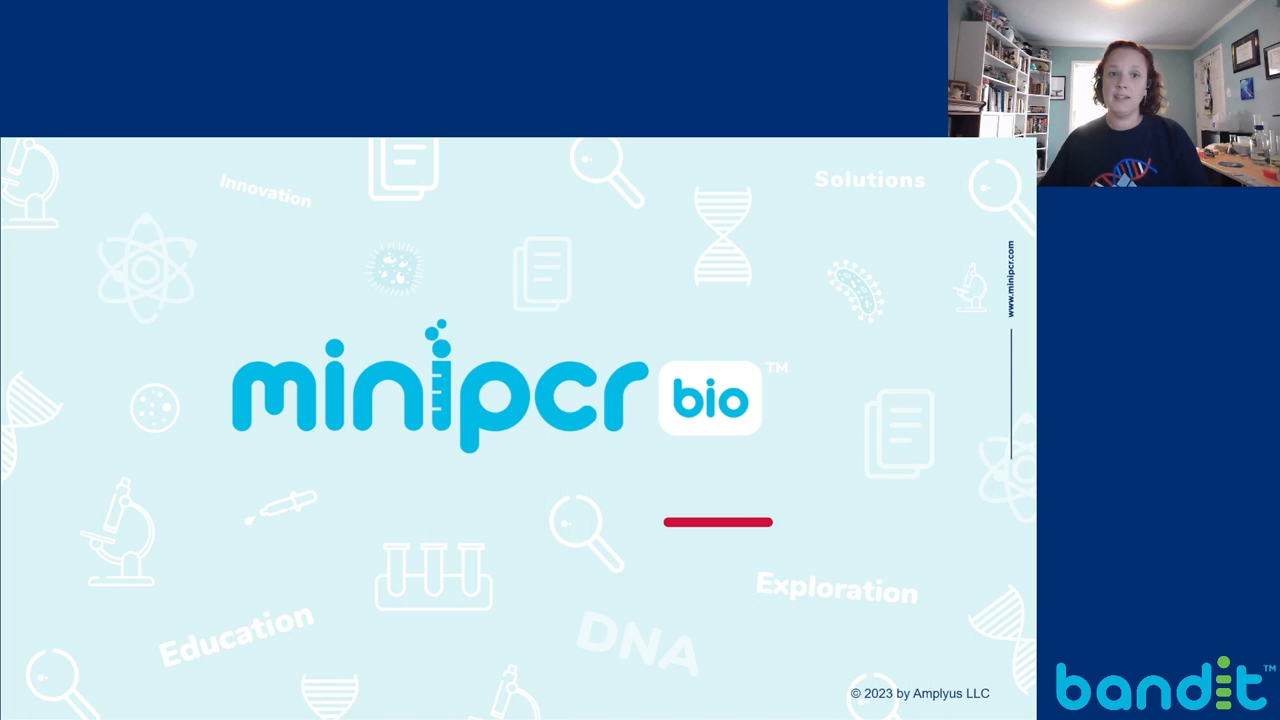 Innovation
Solutions
www.minipcr.com
minipcr bio™
Exploration
Education
DNA
© 2023 by Amplyus LLC
bandit™